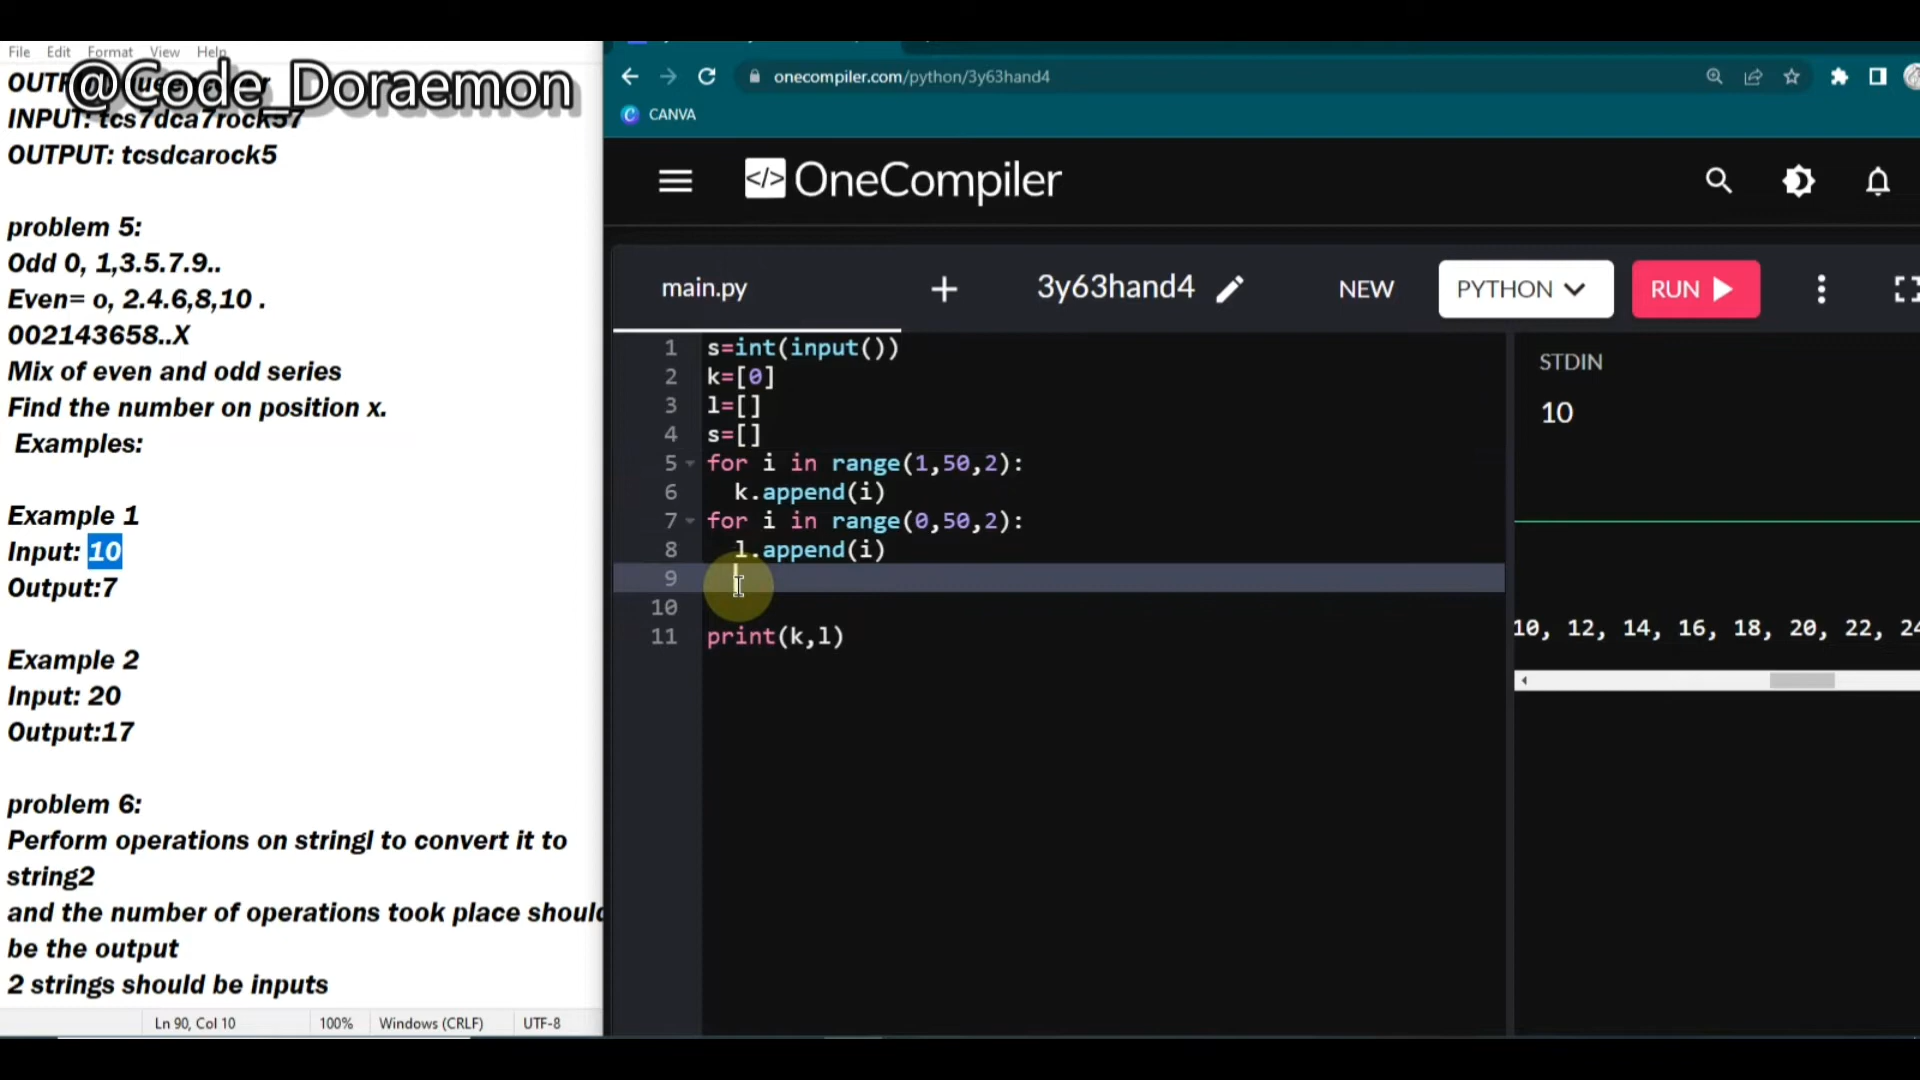 File Edit Format View Help
@Code_Doraemon
INPUT: tcs7dca7rock57
OUTPUT: tcsdcarock5
problem 5:
Odd 0, 1,3.5.7.9..
Even= o, 2.4.6,8,10 .
002143658..X
Mix of even and odd series
Find the number on position x.
Examples:
Example 1
Input: 10
Output:7
Example 2
Input: 20
Output:17
problem 6:
Perform operations on stringl to convert it to
string2
and the number of operations took place should
be the output
2 strings should be inputs
Ln 90, Col 10 100% Windows (CRLF) UTF-8
onecompiler.com/python/3y63hand4
C CANVA
</> OneCompiler
main.py + 3y63hand4 NEW PYTHON RUN
1 s=int(input())
2 k=[0]
3 l=[]
4 s=[]
5 for i in range(1,50,2):
6 k.append(i)
7 for i in range(0,50,2):
8 l.append(i)
9
10
11 print(k,l)
STDIN
10
10, 12, 14, 16, 18, 20, 22, 24